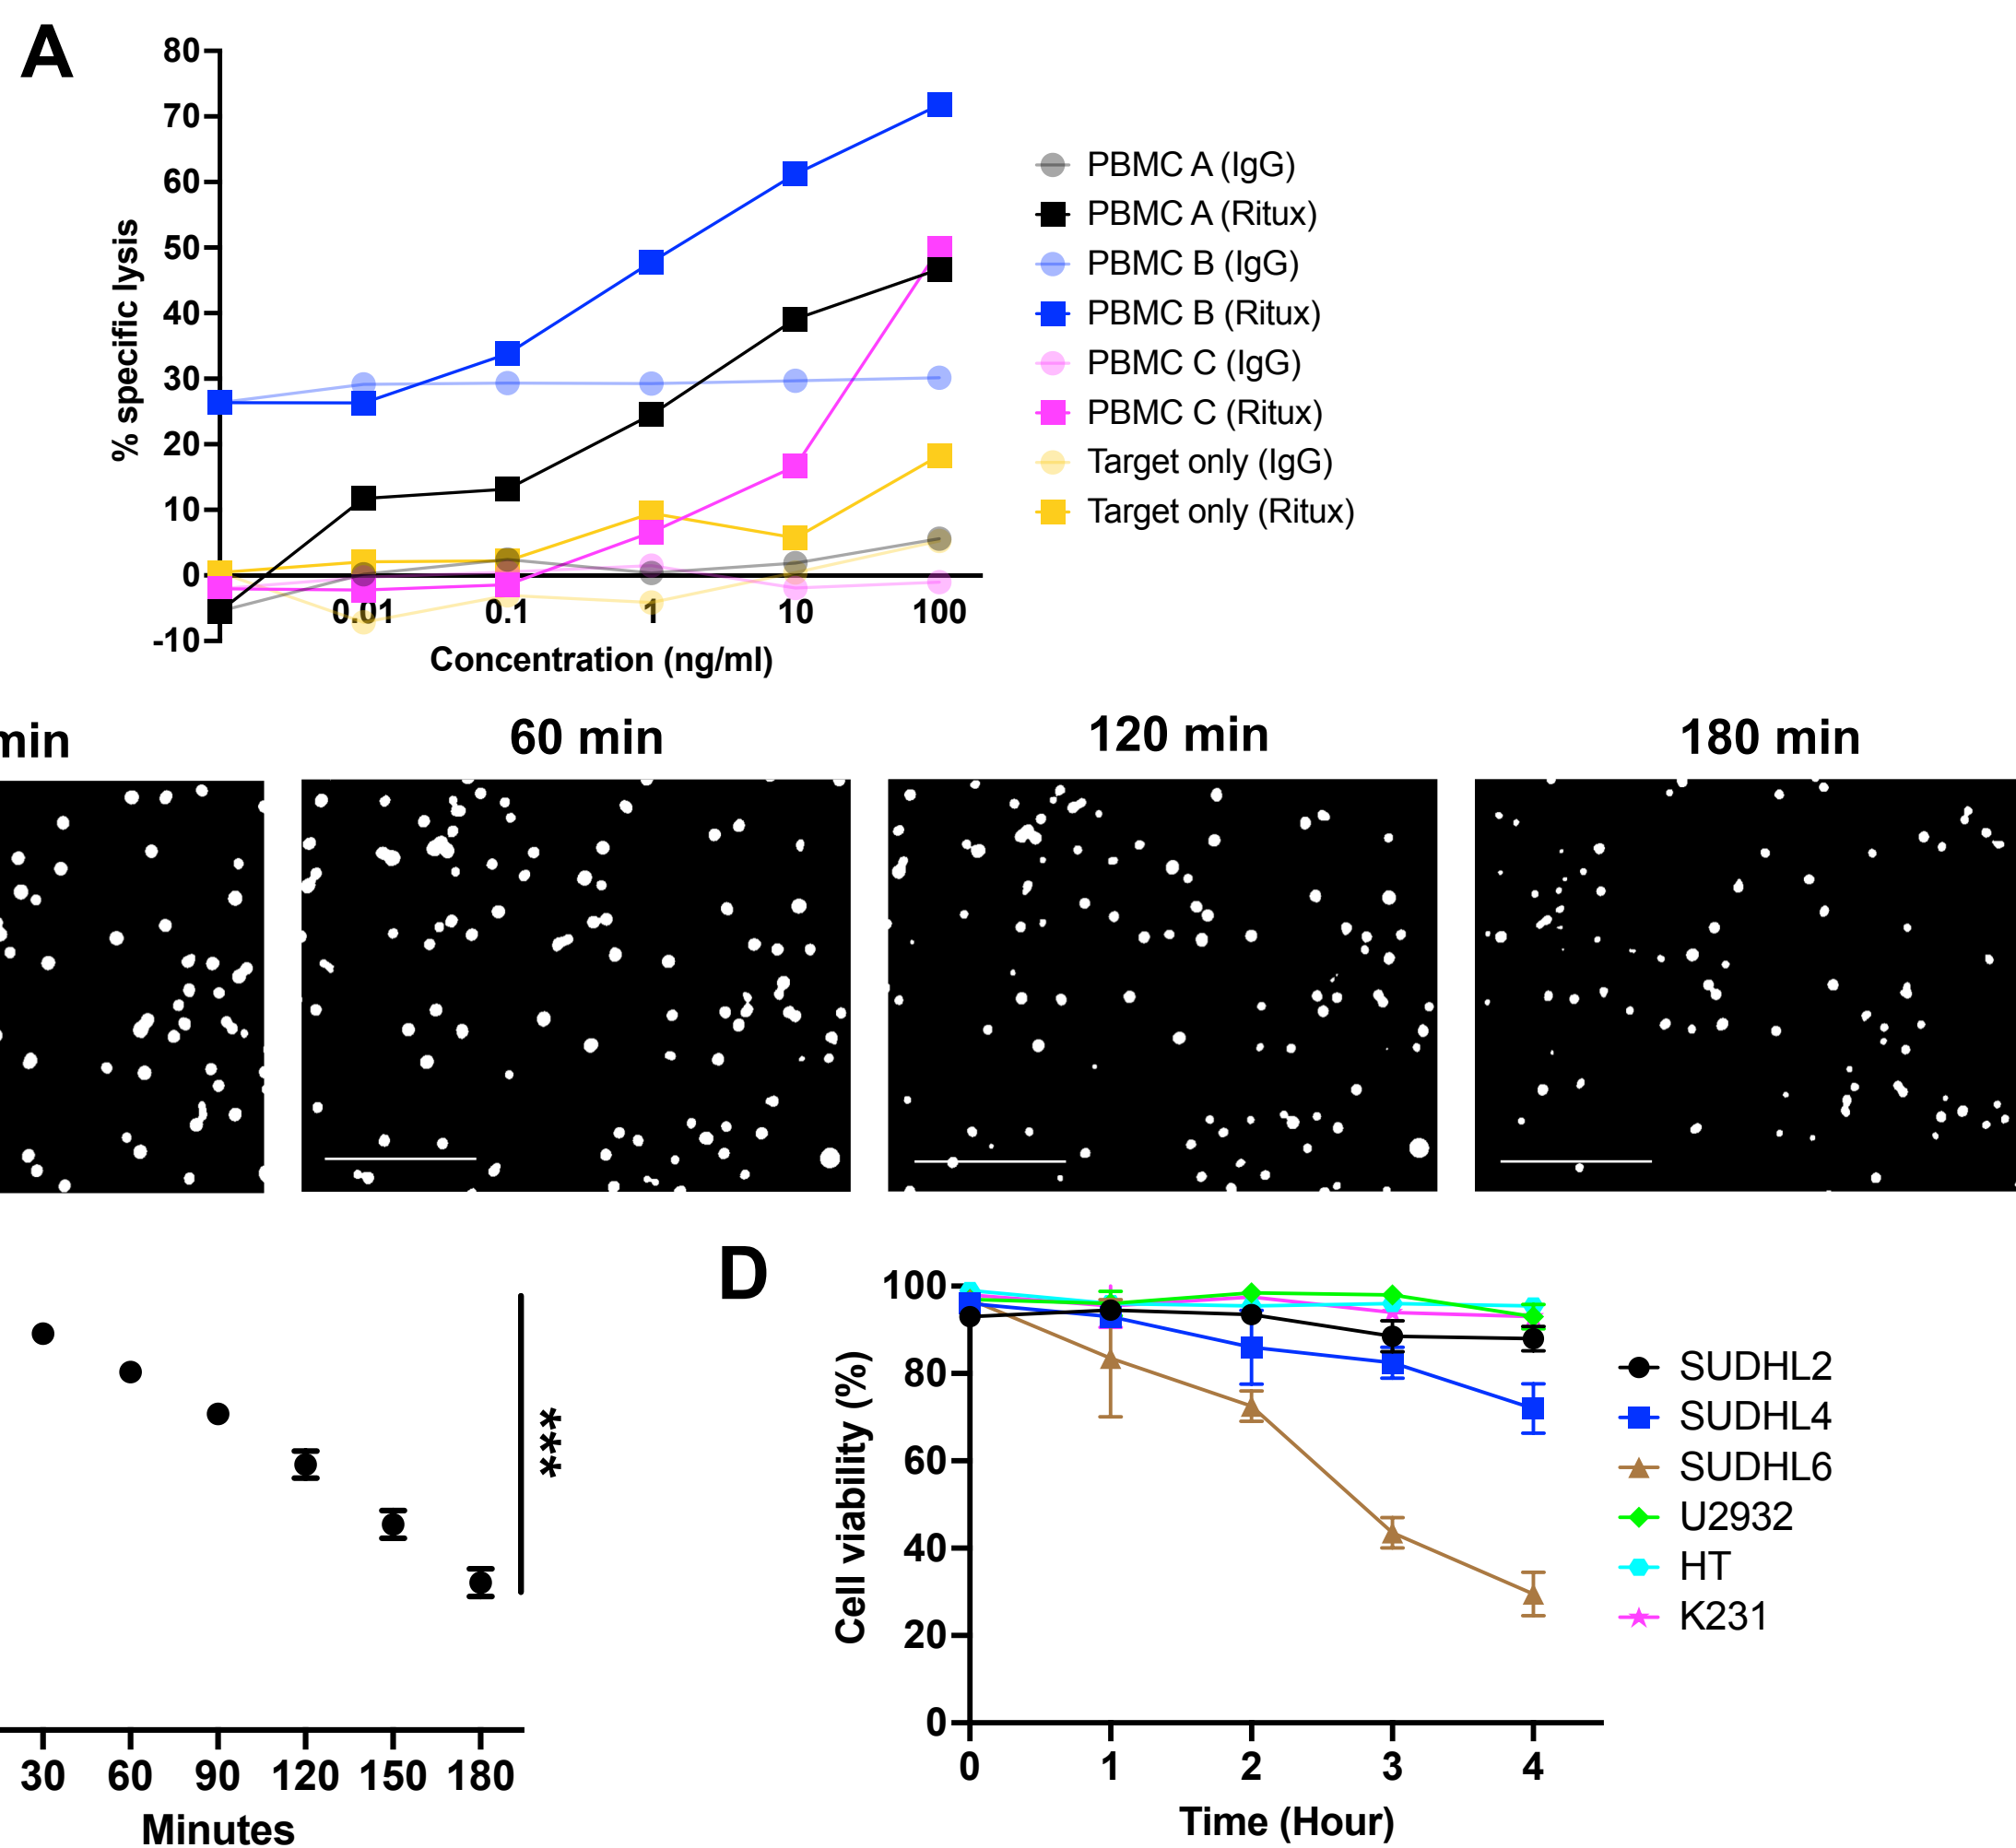 A
80
70
60
50
40
30
20
10
0
-10
% specific lysis
0.01
0.1
1
10
100
Concentration (ng/ml)
PBMC A (IgG)
PBMC A (Ritux)
PBMC B (IgG)
PBMC B (Ritux)
PBMC C (IgG)
PBMC C (Ritux)
Target only (IgG)
Target only (Ritux)
min
60 min
120 min
180 min
***
30 60 90 120 150 180
Minutes
D
100
80
60
40
20
0
Cell viability (%)
0 1 2 3 4
Time (Hour)
SUDHL2
SUDHL4
SUDHL6
U2932
HT
K231